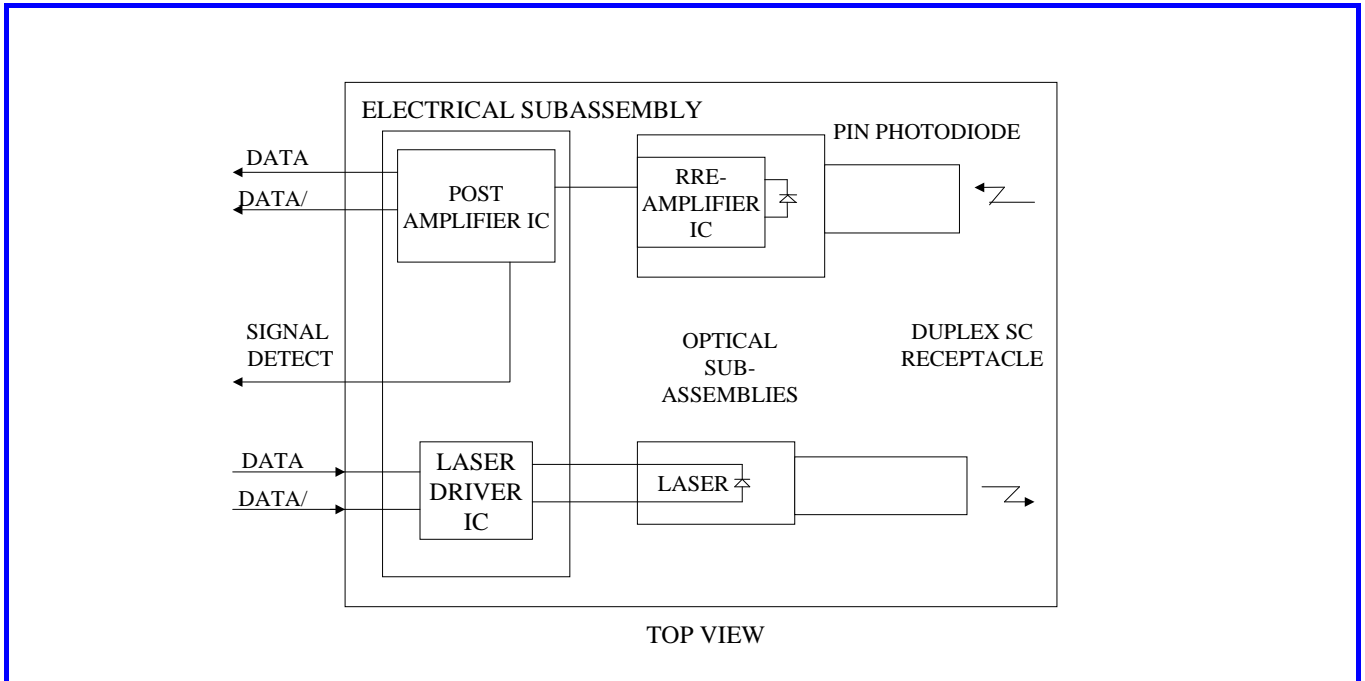 ELECTRICAL SUBASSEMBLY
PIN PHOTODIODE
DATA
DATA/
POST
AMPLIFIER IC
RRE-
AMPLIFIER
IC
SIGNAL
DETECT
OPTICAL
SUB-
ASSEMBLIES
DUPLEX SC
RECEPTACLE
DATA
DATA/
LASER
DRIVER
IC
LASER
TOP VIEW